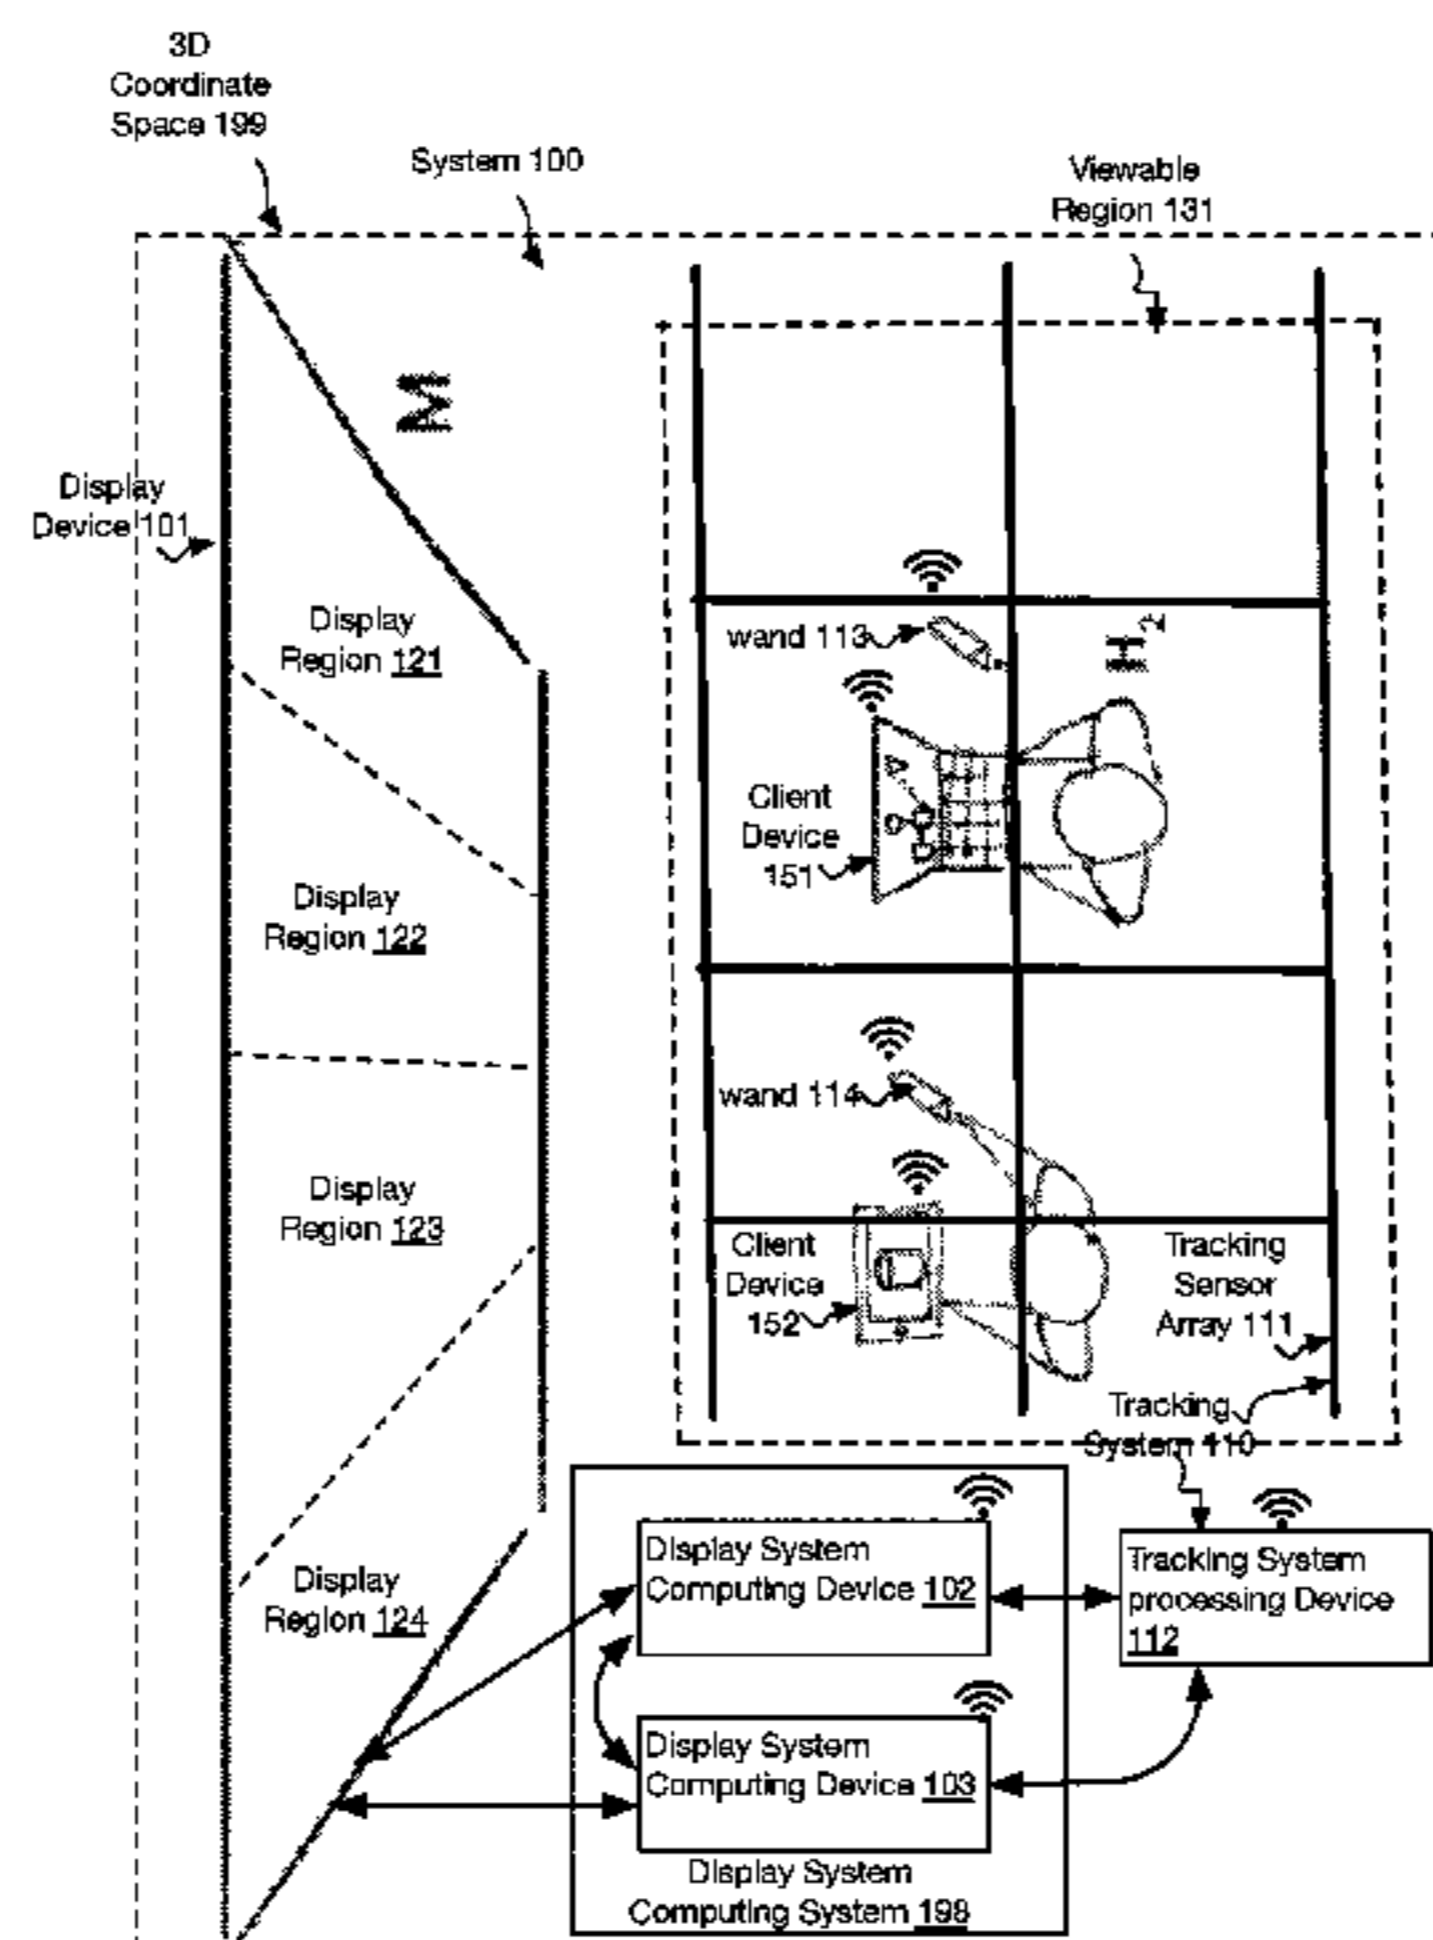 3D
Coordinate
Space 199
System 100
Viewable
Region 131
M
Display
Device 101
Display
Region 121
wand 113
H2
Client
Device
151
Display
Region 122
wand 114
Display
Region 123
Client
Device
152
Tracking
Sensor
Array 111
Tracking
System 110
Display System
Computing Device 102
Tracking System
processing Device
112
Display
Region 124
Display System
Computing Device 103
Display System
Computing System 198